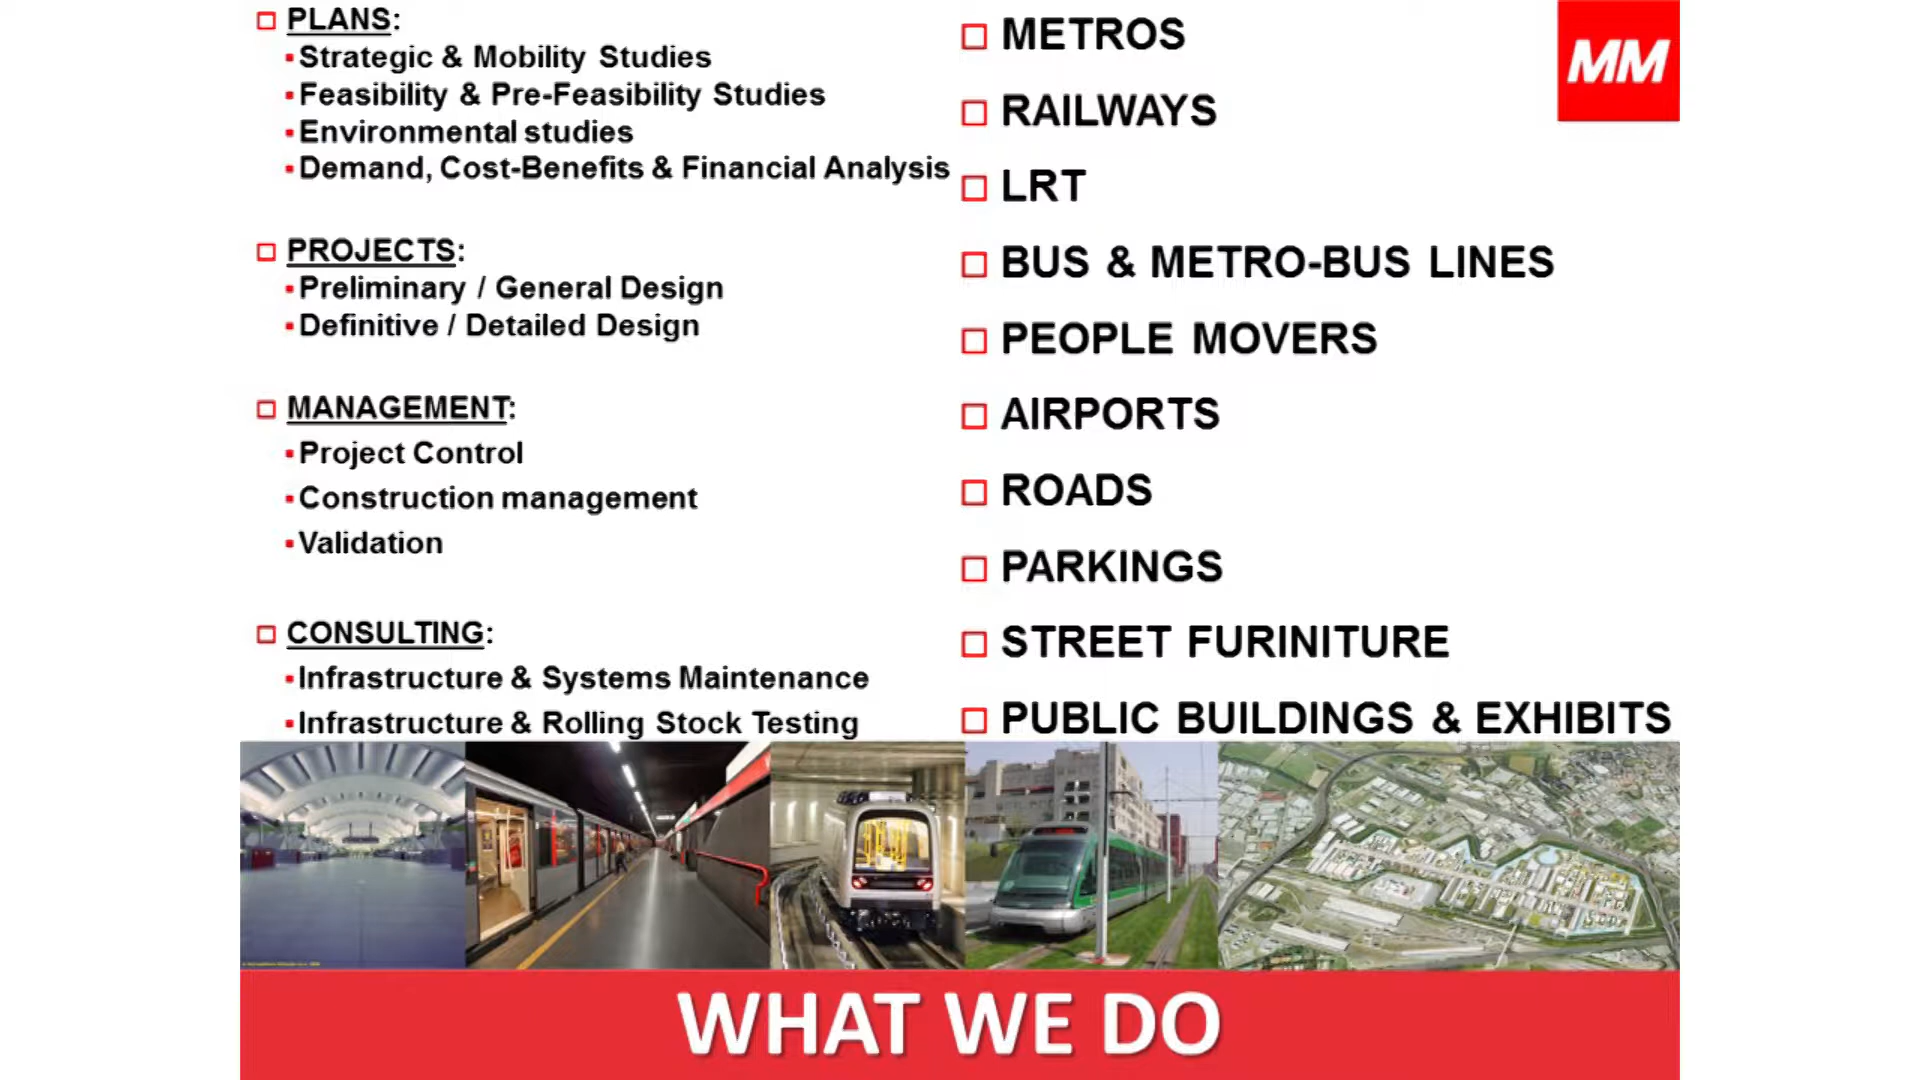 PLANS:
Strategic & Mobility Studies
Feasibility & Pre-Feasibility Studies
Environmental studies
Demand, Cost-Benefits & Financial Analysis
PROJECTS:
Preliminary / General Design
Definitive / Detailed Design
MANAGEMENT:
Project Control
Construction management
Validation
CONSULTING:
Infrastructure & Systems Maintenance
Infrastructure & Rolling Stock Testing
METROS
RAILWAYS
LRT
BUS & METRO-BUS LINES
PEOPLE MOVERS
AIRPORTS
ROADS
PARKINGS
STREET FURINITURE
PUBLIC BUILDINGS & EXHIBITS
MM
WHAT WE DO